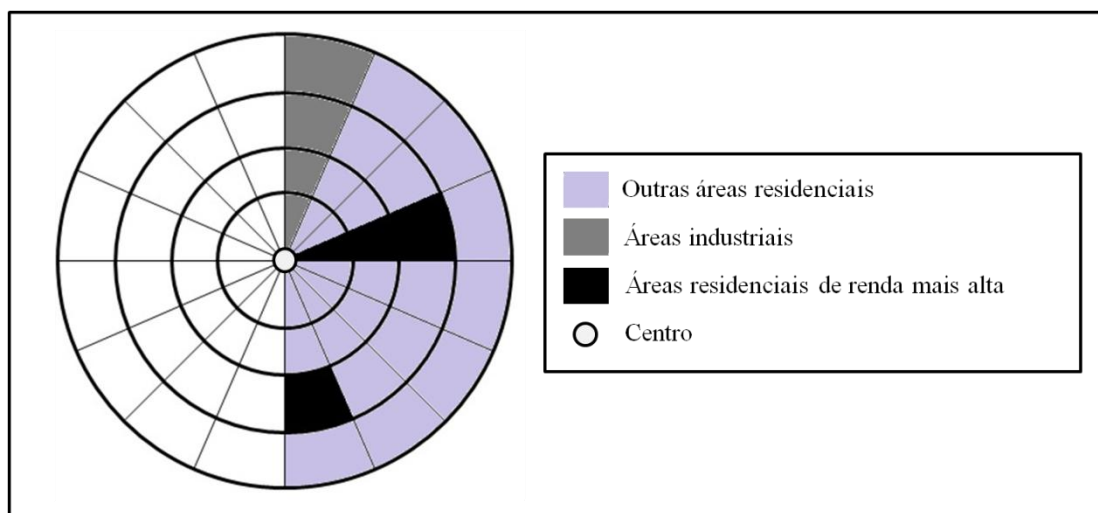 Outras áreas residenciais
Áreas industriais
Áreas residenciais de renda mais alta
Centro